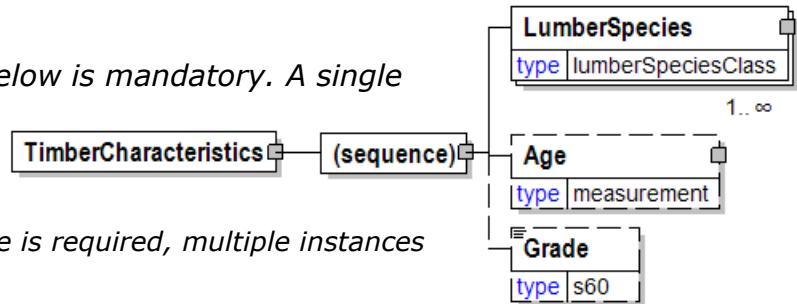 LumberSpecies
type lumberSpeciesClass
1.. ∞
elow is mandatory. A single
TimberCharacteristics
(sequence)
Age
type measurement
e is required, multiple instances
Grade
type s60